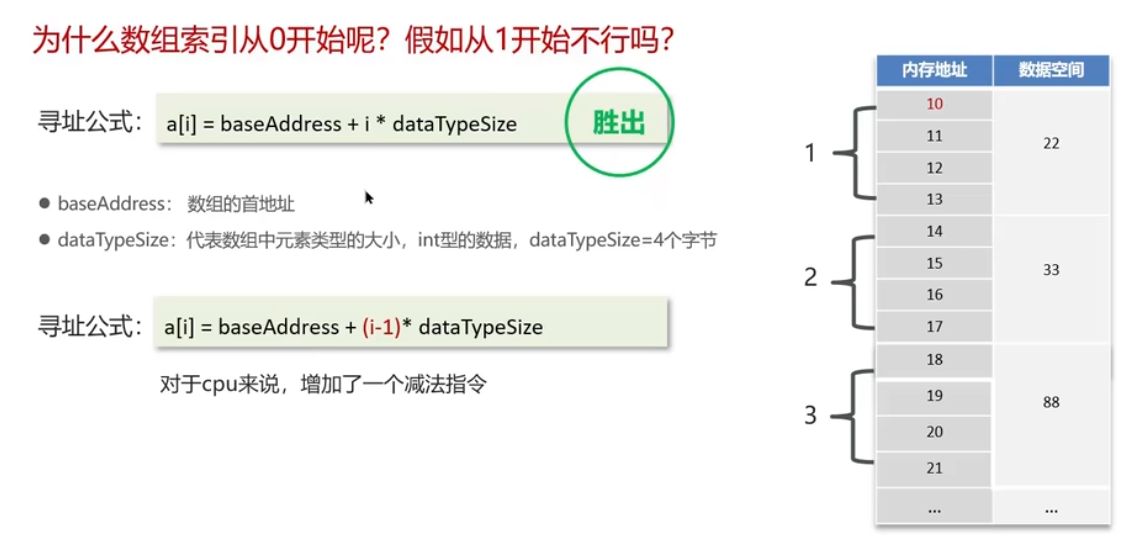 为什么数组索引从0开始呢？假如从1开始不行吗？
寻址公式： a[i] = baseAddress + i * dataTypeSize 胜出
● baseAddress： 数组的首地址
● dataTypeSize：代表数组中元素类型的大小，int型的数据，dataTypeSize=4个字节
寻址公式： a[i] = baseAddress + (i-1)* dataTypeSize
对于cpu来说，增加了一个减法指令
内存地址 数据空间
10
11
1 22
12
13
14
15
2 33
16
17
18
19
3 88
20
21
... ...